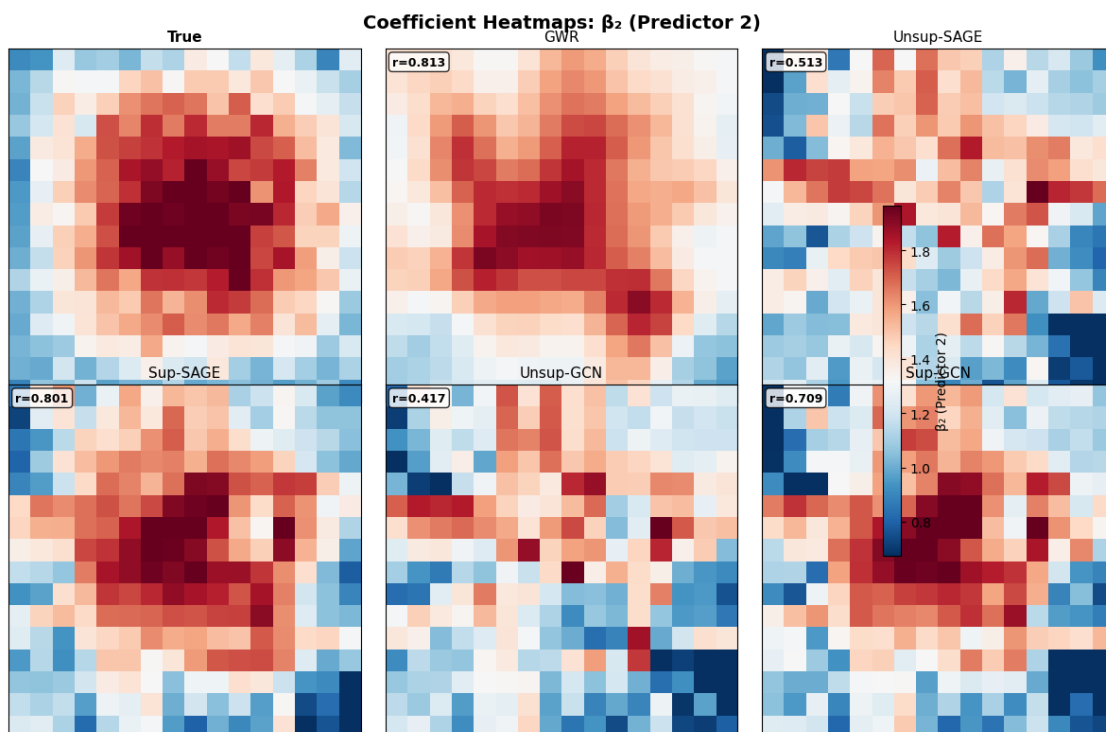 Coefficient Heatmaps: β₂ (Predictor 2)
True
GWR
Unsup-SAGE
r=0.813
r=0.513
1.8
1.6
1.4
1.2
1.0
0.8
β₂ (Predictor 2)
Sup-SAGE
Unsup-GCN
Sup-GCN
r=0.801
r=0.417
r=0.709